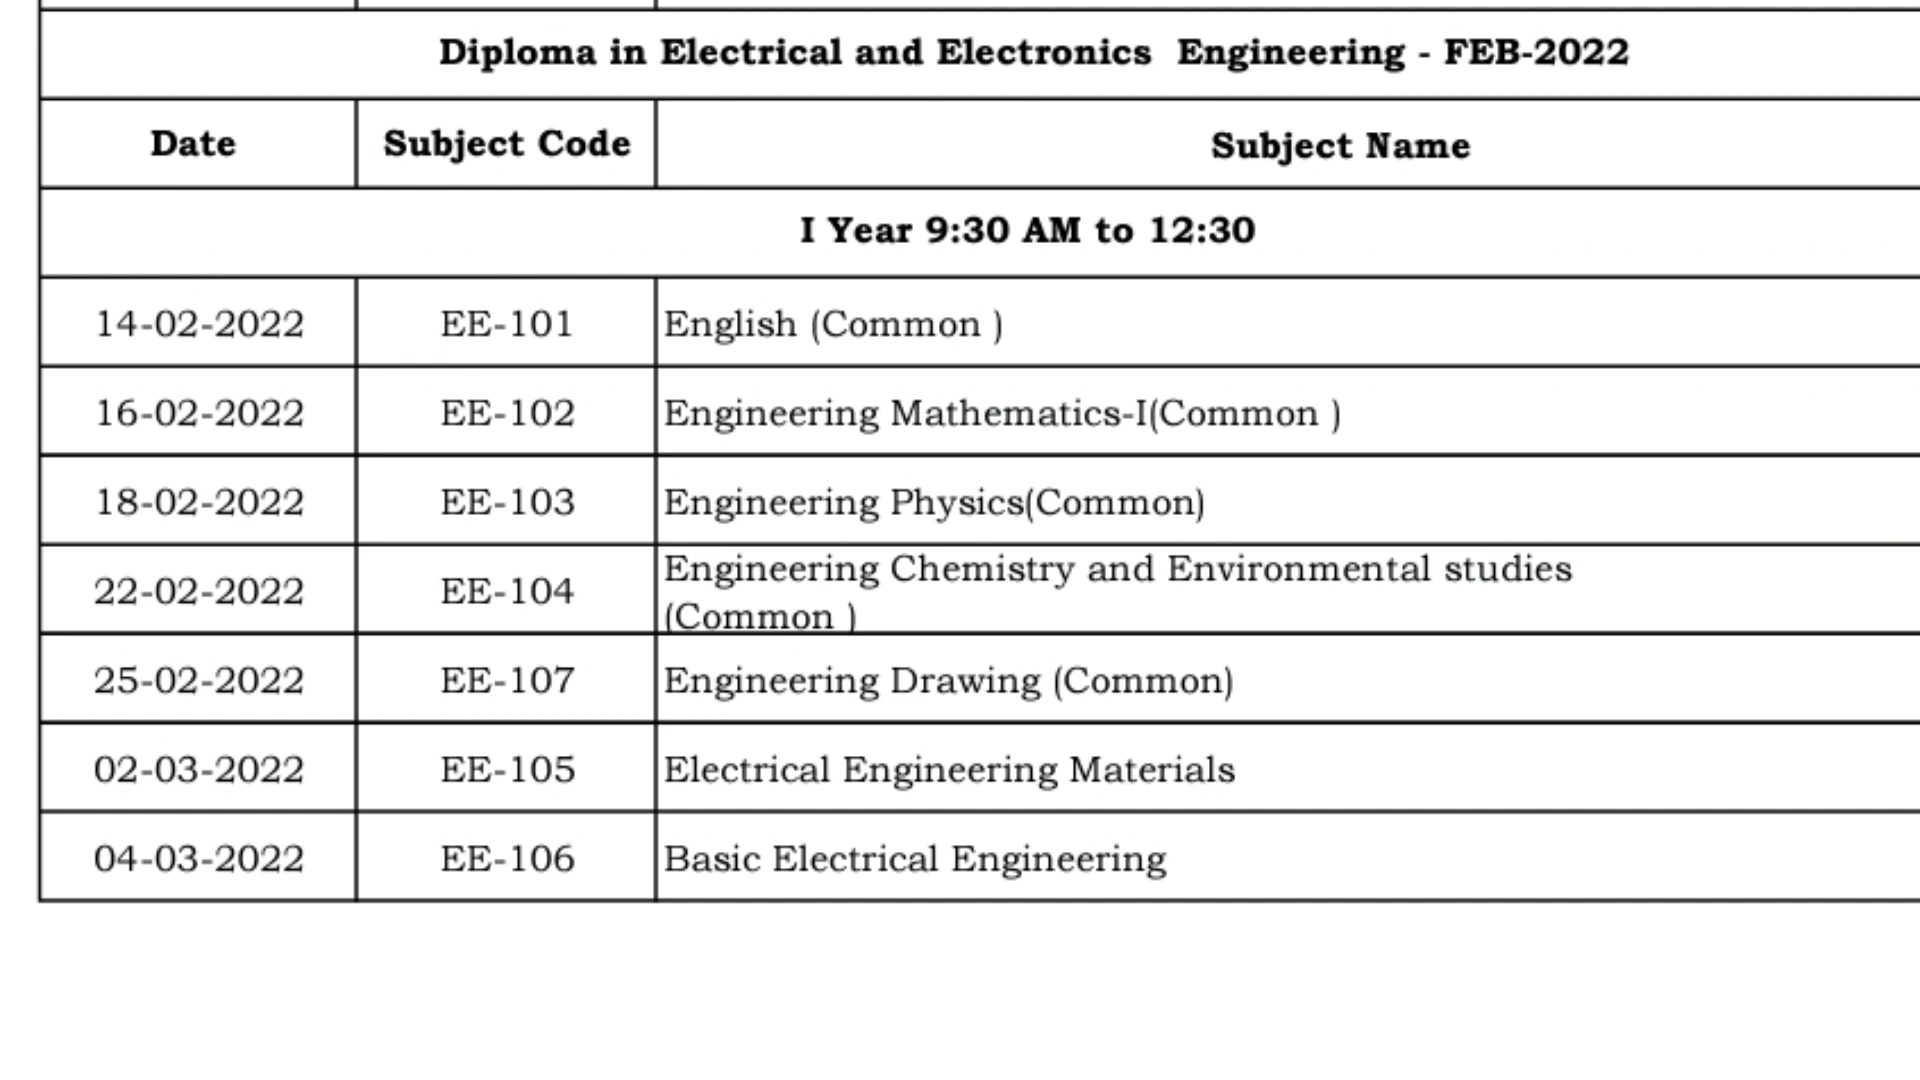 Diploma in Electrical and Electronics  Engineering - FEB-2022
Date Subject Code Subject Name
I Year 9:30 AM to 12:30
14-02-2022 EE-101 English (Common )
16-02-2022 EE-102 Engineering Mathematics-I(Common )
18-02-2022 EE-103 Engineering Physics(Common)
22-02-2022 EE-104 Engineering Chemistry and Environmental studies
(Common )
25-02-2022 EE-107 Engineering Drawing (Common)
02-03-2022 EE-105 Electrical Engineering Materials
04-03-2022 EE-106 Basic Electrical Engineering